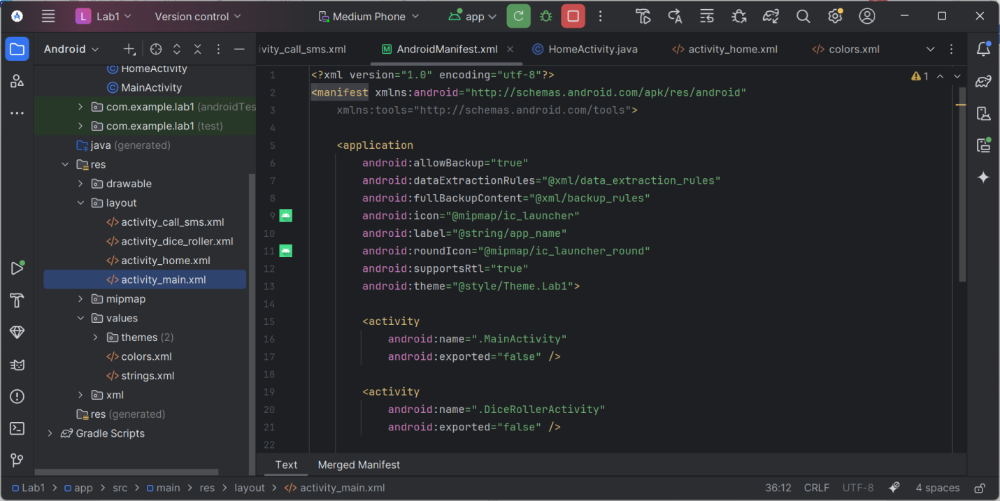 L Lab1 Version control Medium Phone app
Android
ivity_call_sms.xml AndroidManifest.xml HomeActivity.java activity_home.xml colors.xml
HomeActivity
MainActivity
com.example.lab1 (androidTes
com.example.lab1 (test)
java (generated)
res
drawable
layout
activity_call_sms.xml
activity_dice_roller.xml
activity_home.xml
activity_main.xml
mipmap
values
themes (2)
colors.xml
strings.xml
xml
res (generated)
Gradle Scripts
1 <?xml version="1.0" encoding="utf-8"?>
2 <manifest xmlns:android="http://schemas.android.com/apk/res/android"
3 xmlns:tools="http://schemas.android.com/tools">
4
5 <application
6 android:allowBackup="true"
7 android:dataExtractionRules="@xml/data_extraction_rules"
8 android:fullBackupContent="@xml/backup_rules"
9 android:icon="@mipmap/ic_launcher"
10 android:label="@string/app_name"
11 android:roundIcon="@mipmap/ic_launcher_round"
12 android:supportsRtl="true"
13 android:theme="@style/Theme.Lab1">
14
15 <activity
16 android:name=".MainActivity"
17 android:exported="false" />
18
19 <activity
20 android:name=".DiceRollerActivity"
21 android:exported="false" />
22
1
Text Merged Manifest
Lab1 > app > src > main > res > layout > activity_main.xml 36:12 CRLF UTF-8 4 spaces